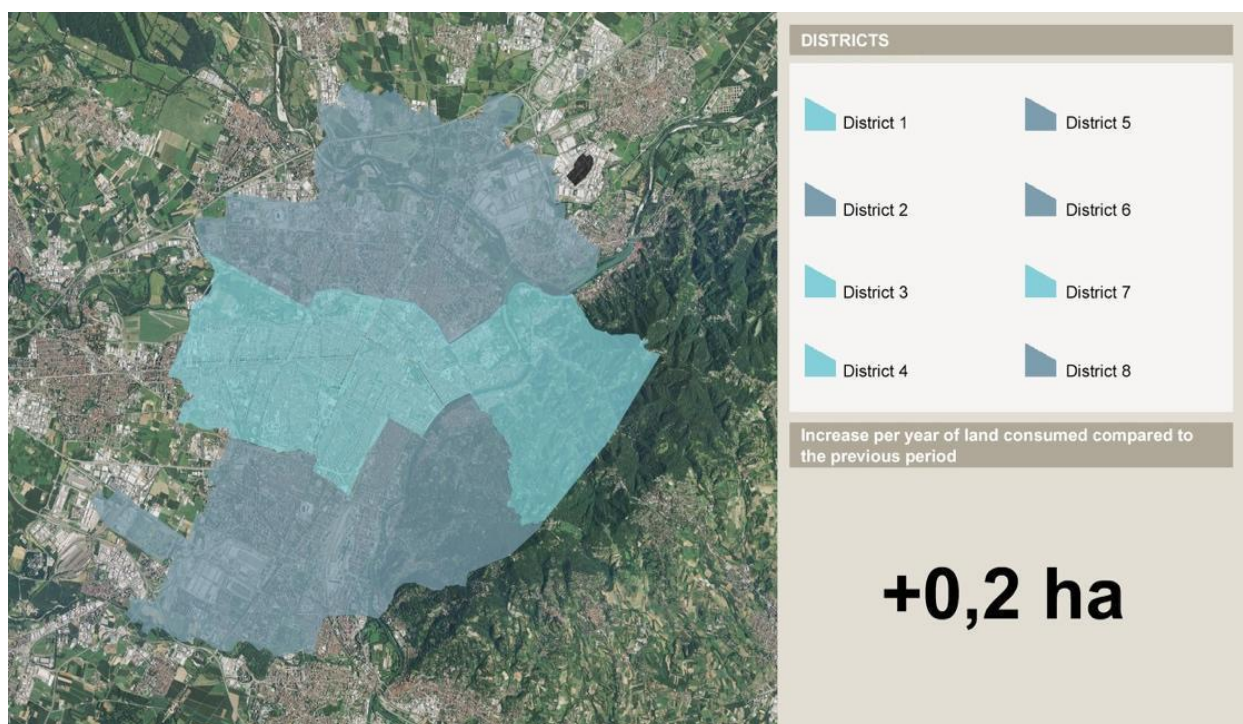 DISTRICTS
District 1
District 5
District 2
District 6
District 3
District 7
District 4
District 8
Increase per year of land consumed compared to
the previous period
+0,2 ha